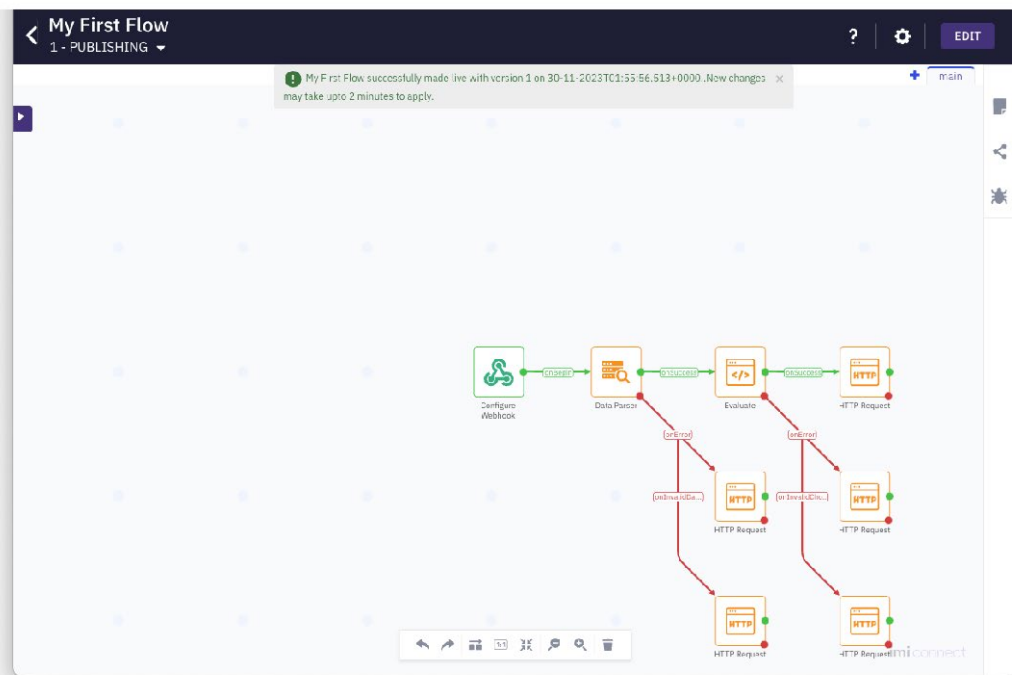 My First Flow
1 - PUBLISHING
?
EDIT
My First Flow successfully made live with version 1 on 30-11-2023T01:55:56.513+0000. New changes
may take upto 2 minutes to apply.
main
onSuccess
onSuccess
HTTP
Configure
Webhook
Data Parser
Evaluate
HTTP Request
onError
onError
HTTP
HTTP
HTTP Request
HTTP Request
HTTP
HTTP
HTTP Request
HTTP Request
imiconnect